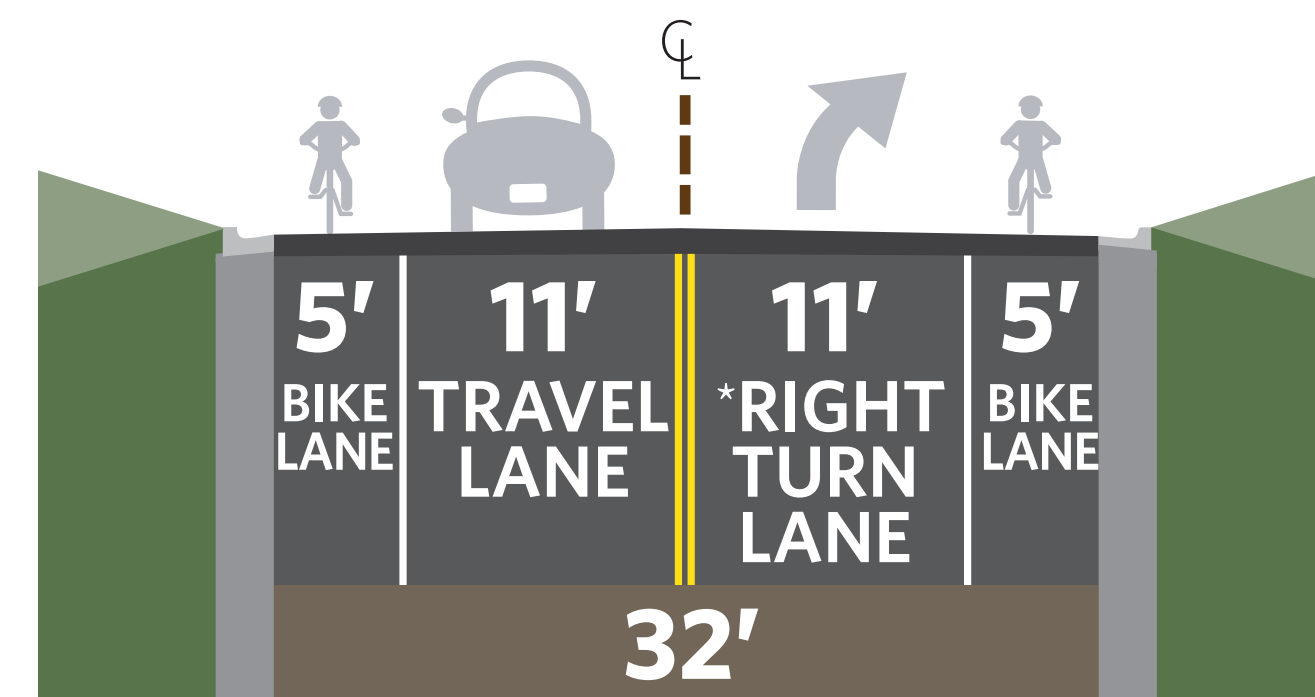 ℄
5'
BIKE
LANE
11'
TRAVEL
LANE
11'
*RIGHT
TURN
LANE
5'
BIKE
LANE
32'